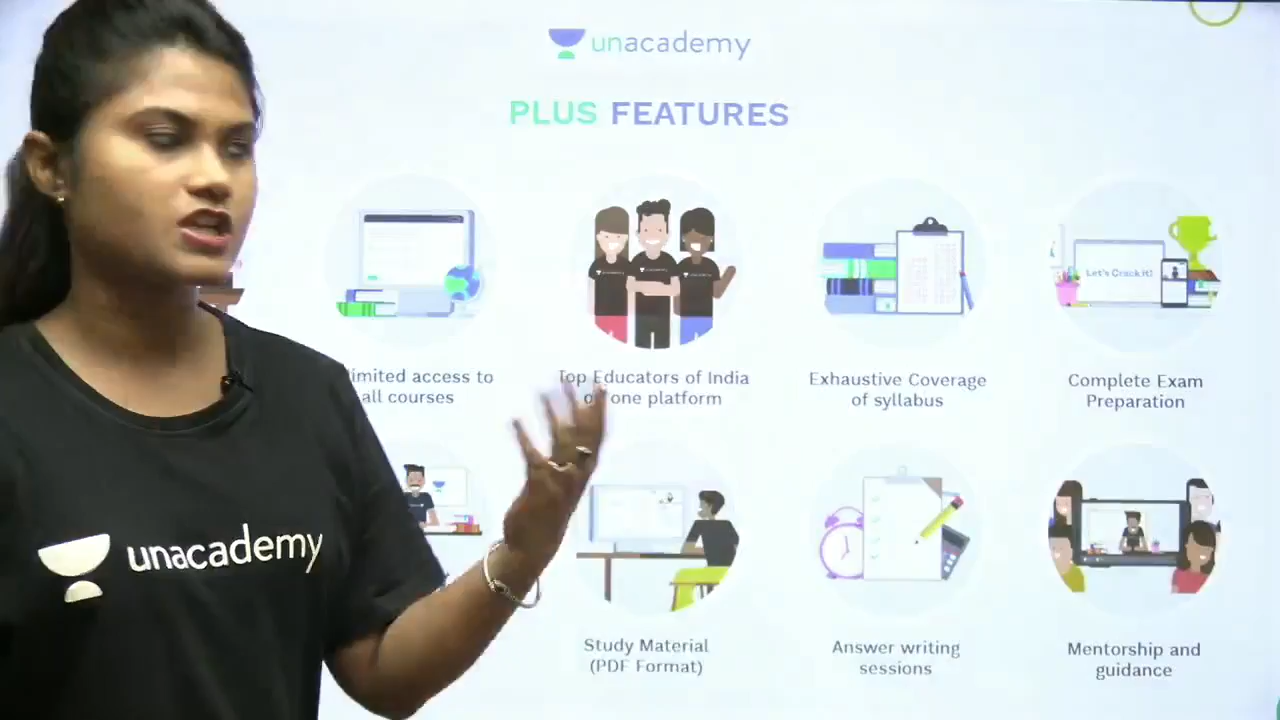 unacademy
PLUS FEATURES
limited access to
all courses
Top Educators of India
one platform
Exhaustive Coverage
of syllabus
Let's Crack it!
Complete Exam
Preparation
unacademy
Study Material
(PDF Format)
Answer writing
sessions
Mentorship and
guidance